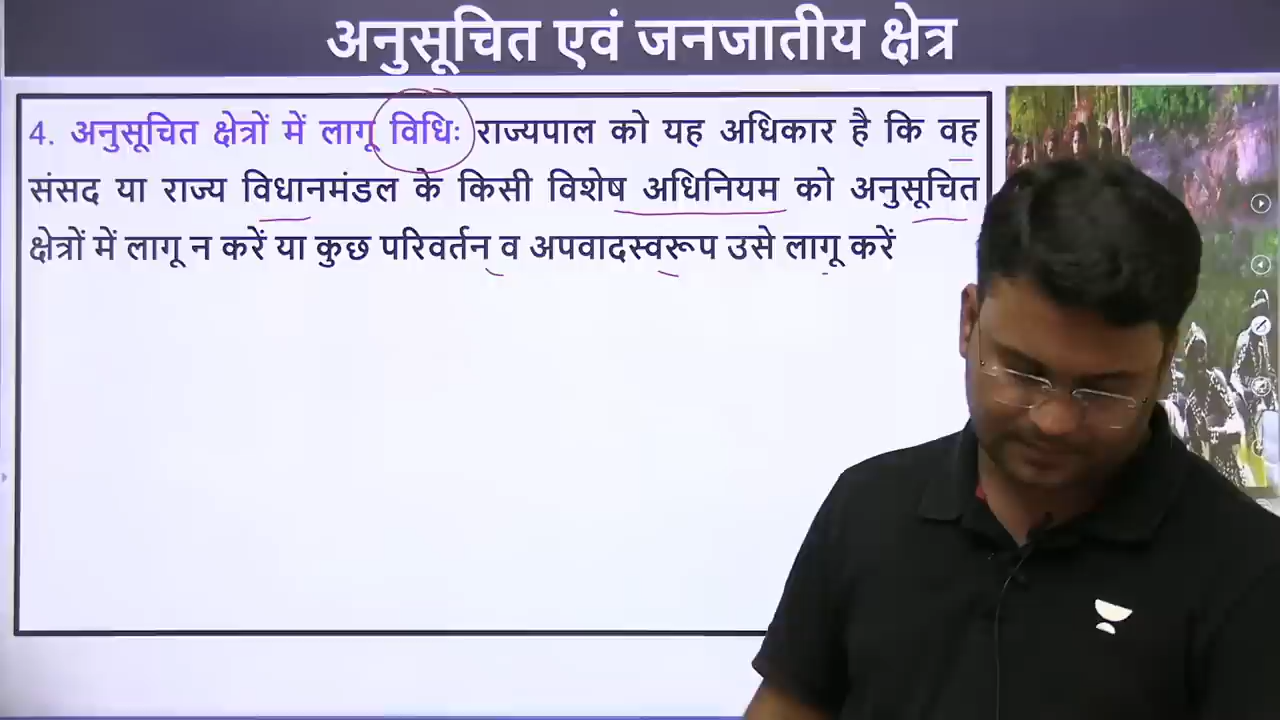 अनुसूचित एवं जनजातीय क्षेत्र
4. अनुसूचित क्षेत्रों में लागू विधिः राज्यपाल को यह अधिकार है कि वह
संसद या राज्य विधानमंडल के किसी विशेष अधिनियम को अनुसूचित
क्षेत्रों में लागू न करें या कुछ परिवर्तन व अपवादस्वरूप उसे लागू करें